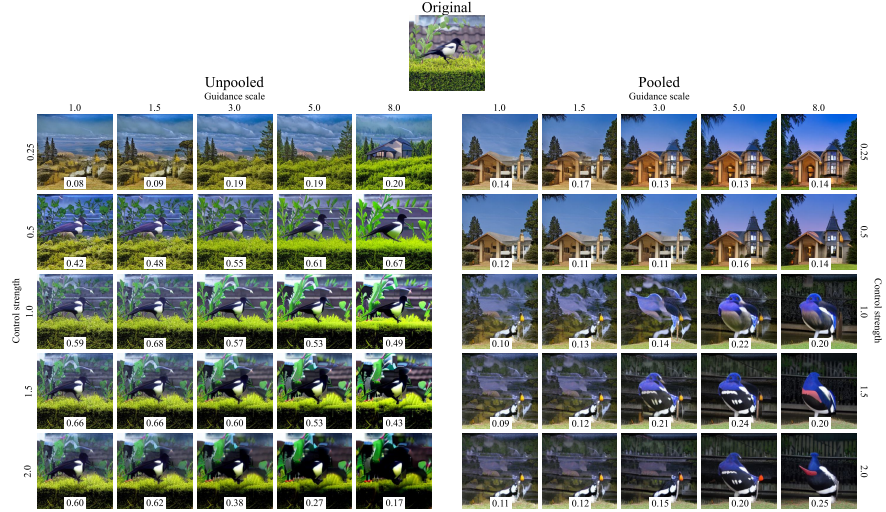 Original
Unpooled
Guidance scale
1.0 1.5 3.0 5.0 8.0
Pooled
Guidance scale
1.0 1.5 3.0 5.0 8.0
Control strength
0.25 0.08 0.09 0.19 0.19 0.20
0.5 0.42 0.48 0.55 0.61 0.67
1.0 0.59 0.68 0.57 0.53 0.49
1.5 0.66 0.66 0.60 0.53 0.43
2.0 0.60 0.62 0.38 0.27 0.17
0.14 0.17 0.13 0.13 0.14 0.25
0.12 0.11 0.11 0.16 0.14 0.5
0.10 0.13 0.14 0.22 0.20 1.0
0.09 0.12 0.21 0.24 0.20 1.5
0.11 0.12 0.15 0.20 0.25 2.0
Control strength